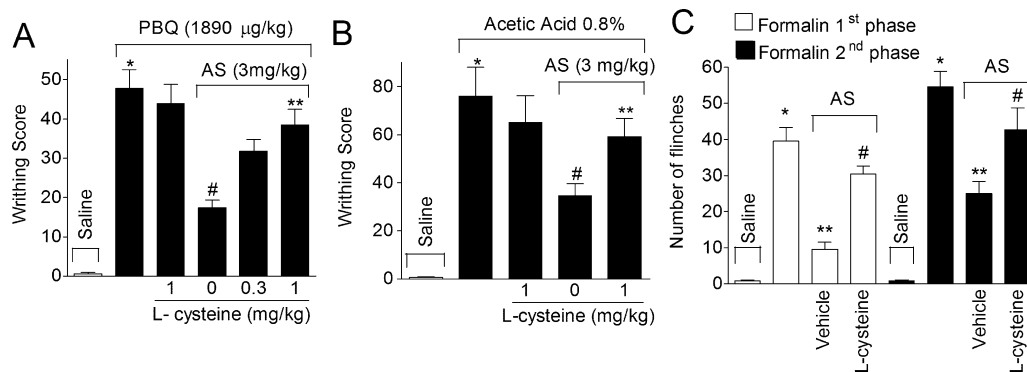 A
PBQ (1890 µg/kg)
AS (3mg/kg)
Writhing Score
60
50
40
30
20
10
0
Saline
*
#
**
1 0 0.3 1
L- cysteine (mg/kg)
B
Acetic Acid 0.8%
AS (3 mg/kg)
Writhing Score
80
60
40
20
0
Saline
*
#
**
1 0 1
L-cysteine (mg/kg)
C
Formalin 1st phase
Formalin 2nd phase
Number of flinches
60
50
40
30
20
10
0
Saline
*
AS
**
#
Saline
*
AS
**
#
Vehicle
L-cysteine
Vehicle
L-cysteine